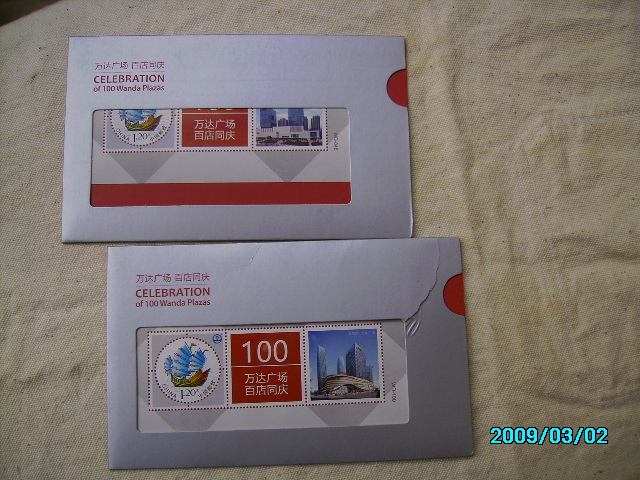 万达广场 百店同庆
CELEBRATION
of 100 Wanda Plazas
1.20
万达广场
百店同庆
万达广场 百店同庆
CELEBRATION
of 100 Wanda Plazas
100
万达广场
百店同庆
CHINA
1.20
2009/03/02